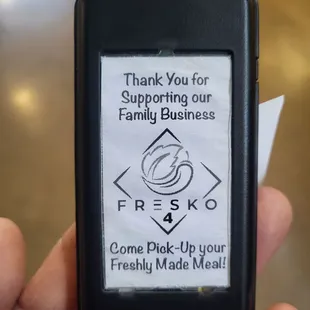 Thank You for
Supporting our
Family Business
FRESKO
4
Come Pick-Up your
Freshly Made Meal!